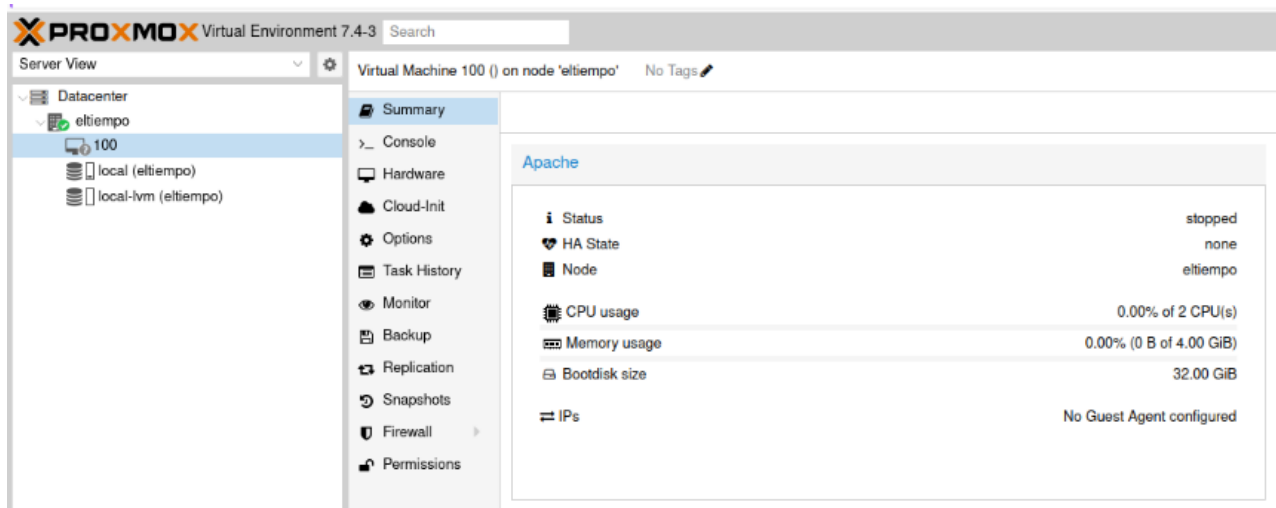 PROXMOX Virtual Environment 7.4-3 Search
Server View
Datacenter
eltiempo
100
local (eltiempo)
local-lvm (eltiempo)
Virtual Machine 100 () on node 'eltiempo' No Tags
Summary
Console
Hardware
Cloud-Init
Options
Task History
Monitor
Backup
Replication
Snapshots
Firewall
Permissions
Apache
Status stopped
HA State none
Node eltiempo
CPU usage 0.00% of 2 CPU(s)
Memory usage 0.00% (0 B of 4.00 GiB)
Bootdisk size 32.00 GiB
IPs No Guest Agent configured